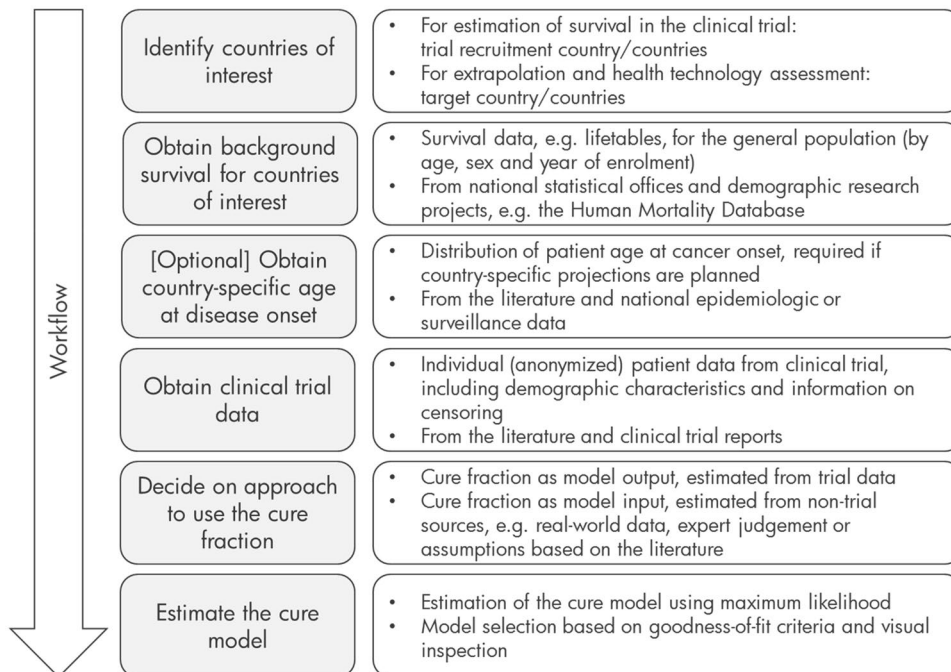 Workflow
Identify countries of
interest
• For estimation of survival in the clinical trial:
trial recruitment country/countries
• For extrapolation and health technology assessment:
target country/countries
Obtain background
survival for countries
of interest
• Survival data, e.g. lifetables, for the general population (by
age, sex and year of enrolment)
• From national statistical offices and demographic research
projects, e.g. the Human Mortality Database
[Optional] Obtain
country-specific age
at disease onset
• Distribution of patient age at cancer onset, required if
country-specific projections are planned
• From the literature and national epidemiologic or
surveillance data
Obtain clinical trial
data
• Individual (anonymized) patient data from clinical trial,
including demographic characteristics and information on
censoring
• From the literature and clinical trial reports
Decide on approach
to use the cure
fraction
• Cure fraction as model output, estimated from trial data
• Cure fraction as model input, estimated from non-trial
sources, e.g. real-world data, expert judgement or
assumptions based on the literature
Estimate the cure
model
• Estimation of the cure model using maximum likelihood
• Model selection based on goodness-of-fit criteria and visual
inspection